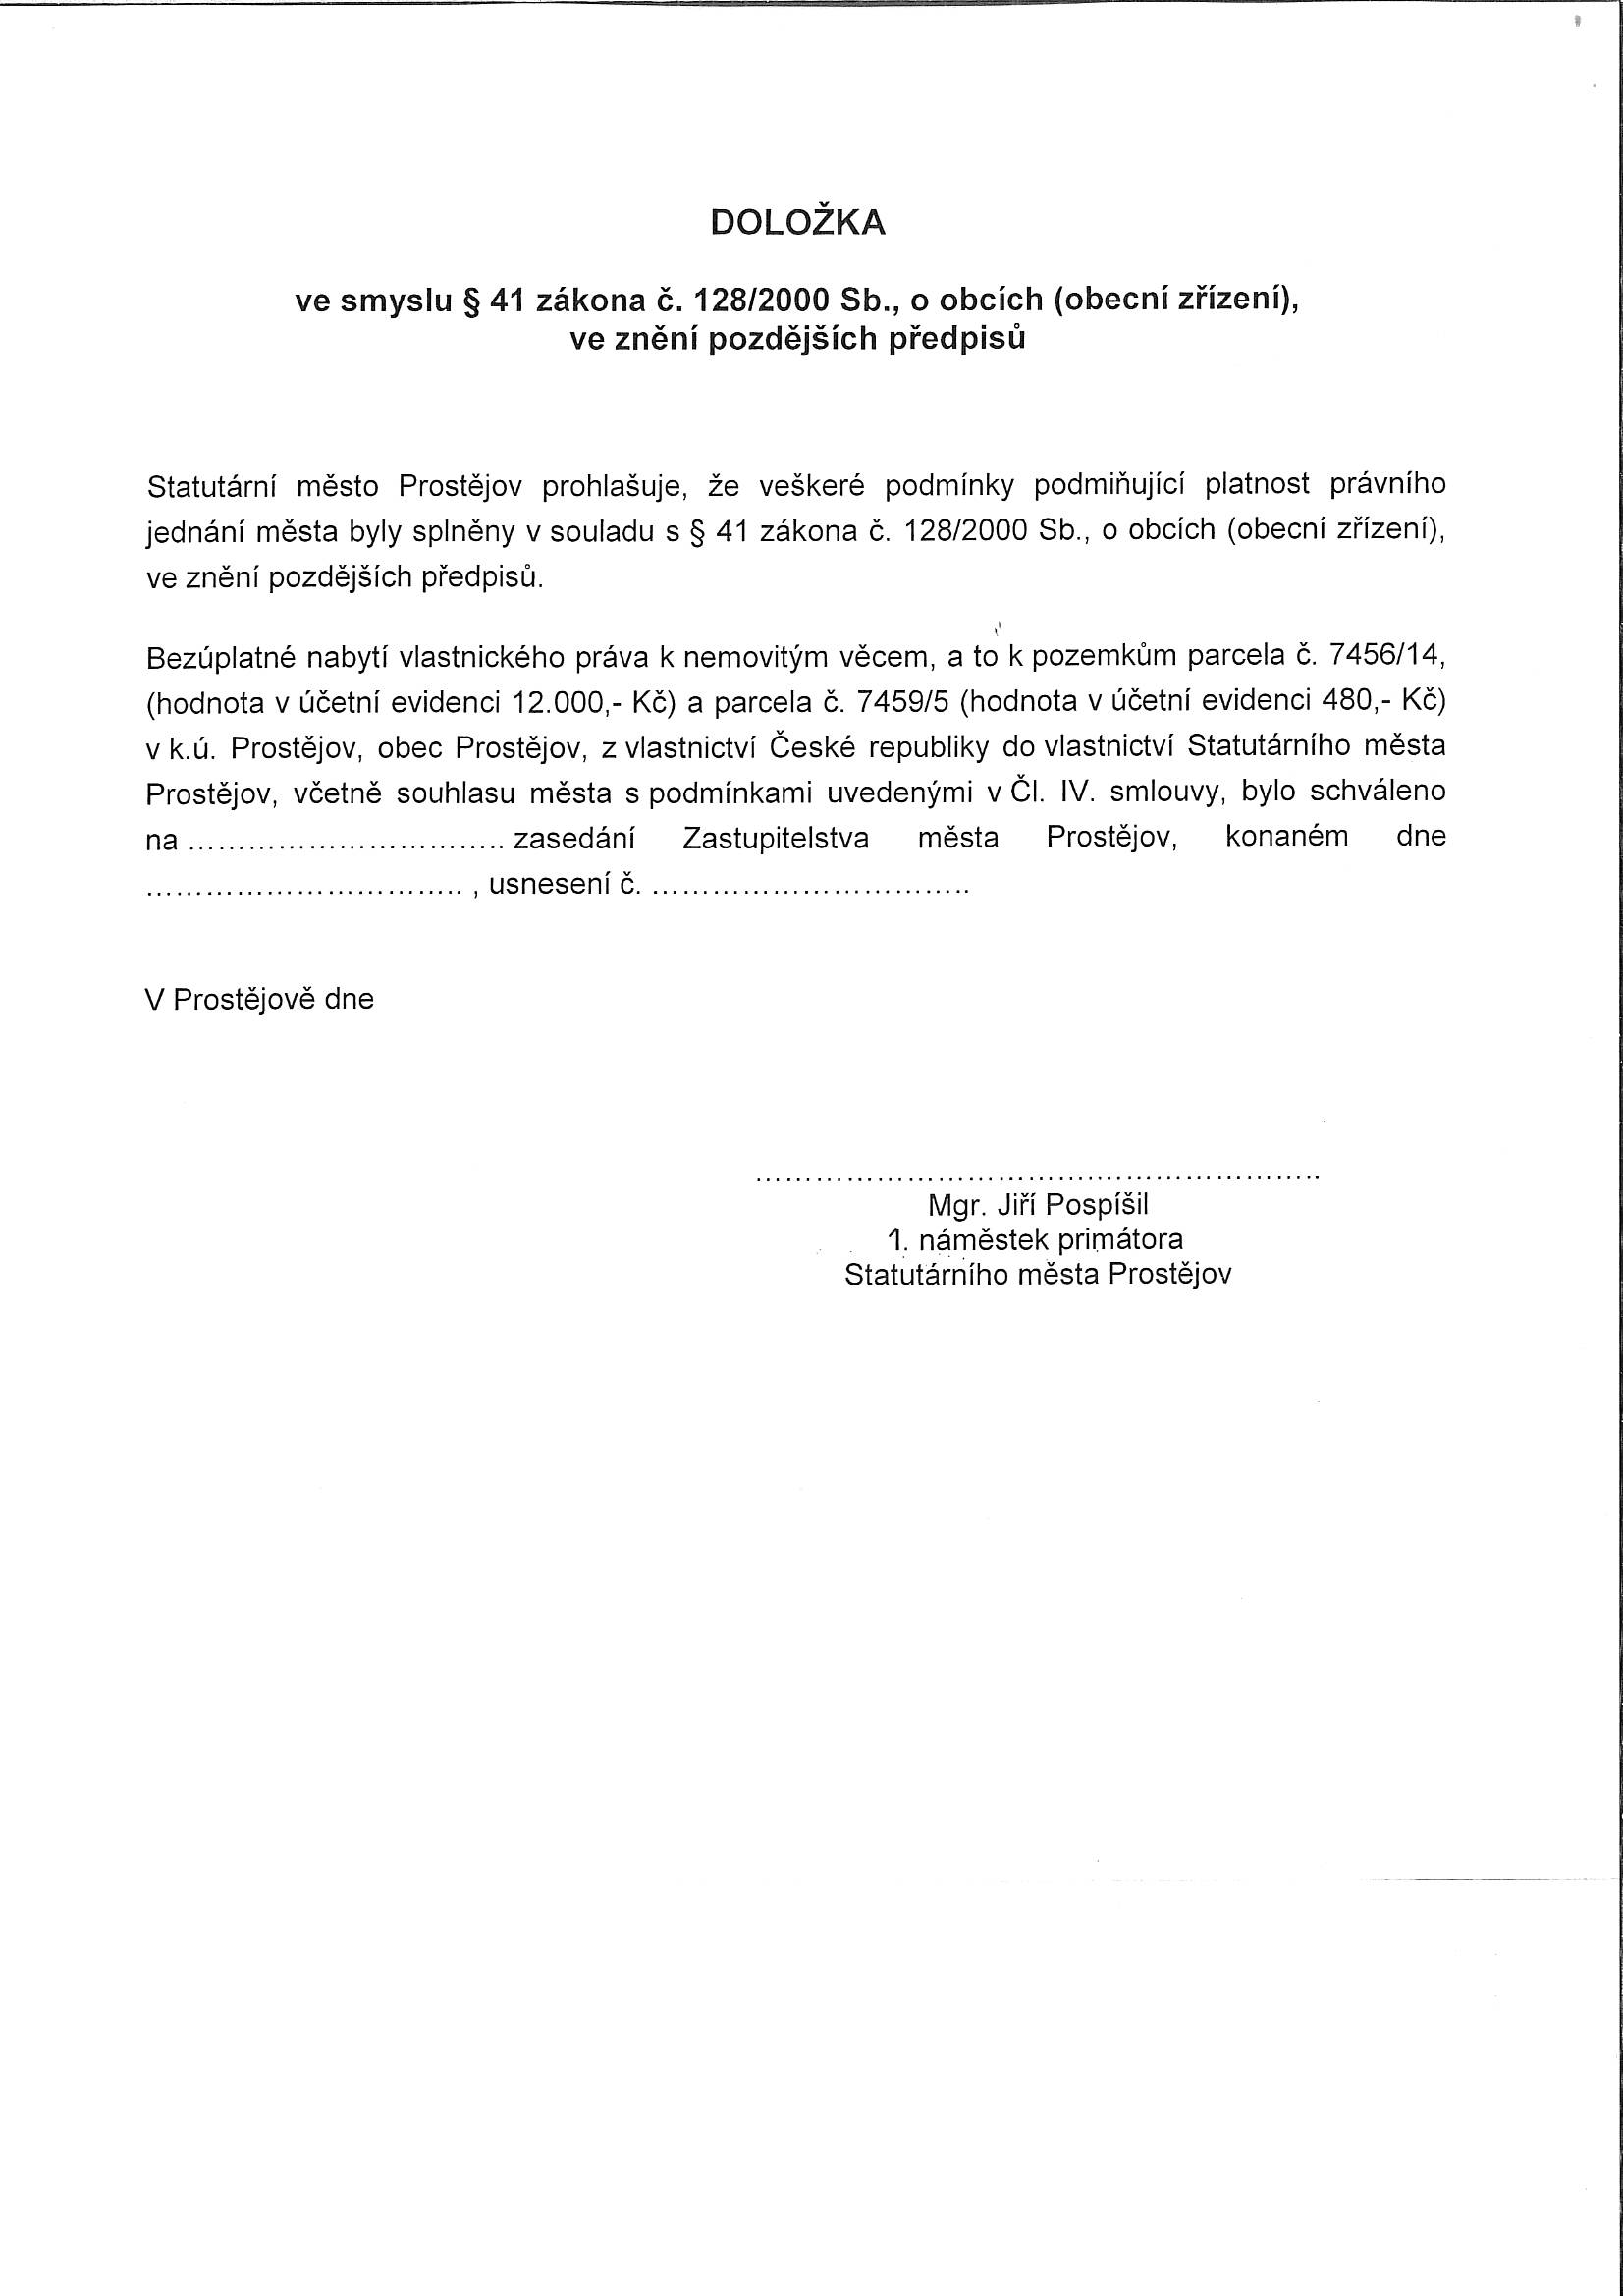 DOLOŽKA
ve smyslu § 41 zákona č. 128/2000 Sb., o obcích (obecní zřízení),
ve znění pozdějších předpisů
Statutární město Prostějov prohlašuje, že veškeré podmínky podmiňující platnost právního
jednání města byly splněny v souladu s § 41 zákona č. 128/2000 Sb., o obcích (obecní zřízení),
ve znění pozdějších předpisů.
Bezúplatné nabytí vlastnického práva k nemovitým věcem, a to k pozemkům parcela č. 7456/14,
(hodnota v účetní evidenci 12.000,- Kč) a parcela č. 7459/5 (hodnota v účetní evidenci 480,- Kč)
v k.ú. Prostějov, obec Prostějov, z vlastnictví České republiky do vlastnictví Statutárního města
Prostějov, včetně souhlasu města s podmínkami uvedenými v Čl. IV. smlouvy, bylo schváleno
na ................................ zasedání Zastupitelstva města Prostějov, konaném dne
................................ , usnesení č. ................................
V Prostějově dne
.........................................................
Mgr. Jiří Pospíšil
1. náměstek primátora
Statutárního města Prostějov